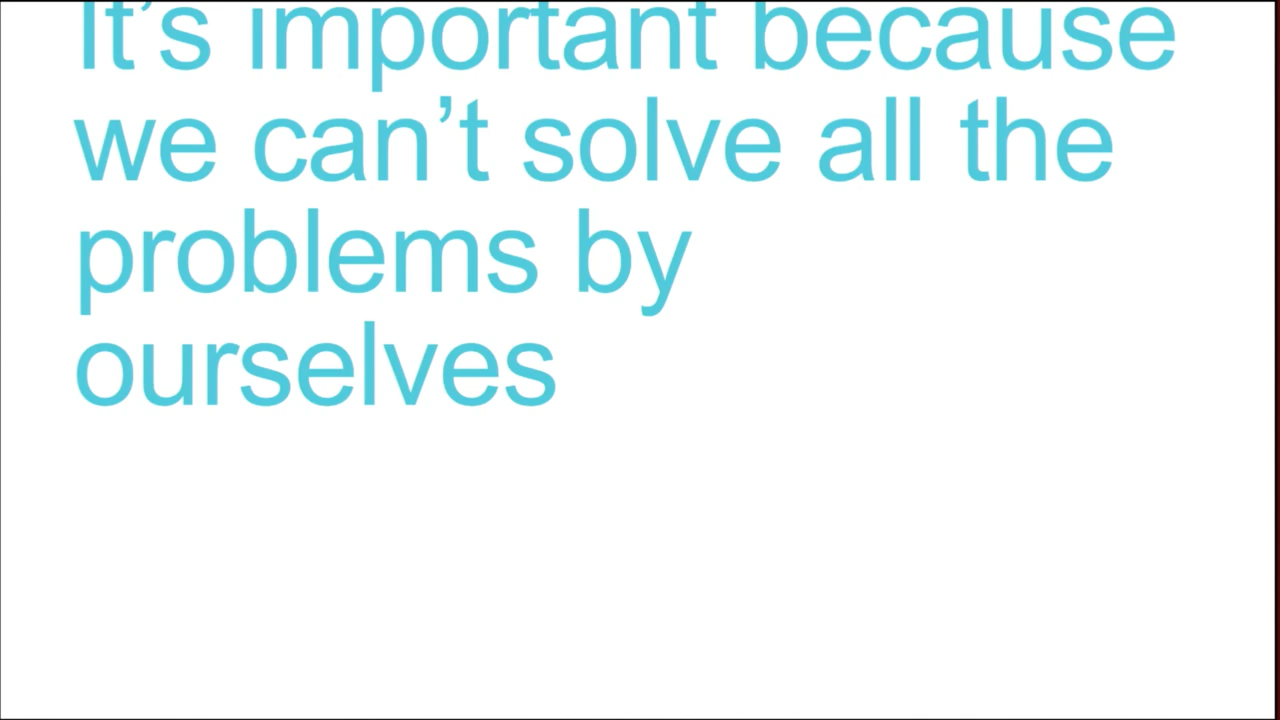 It’s important because
we can’t solve all the
problems by
ourselves